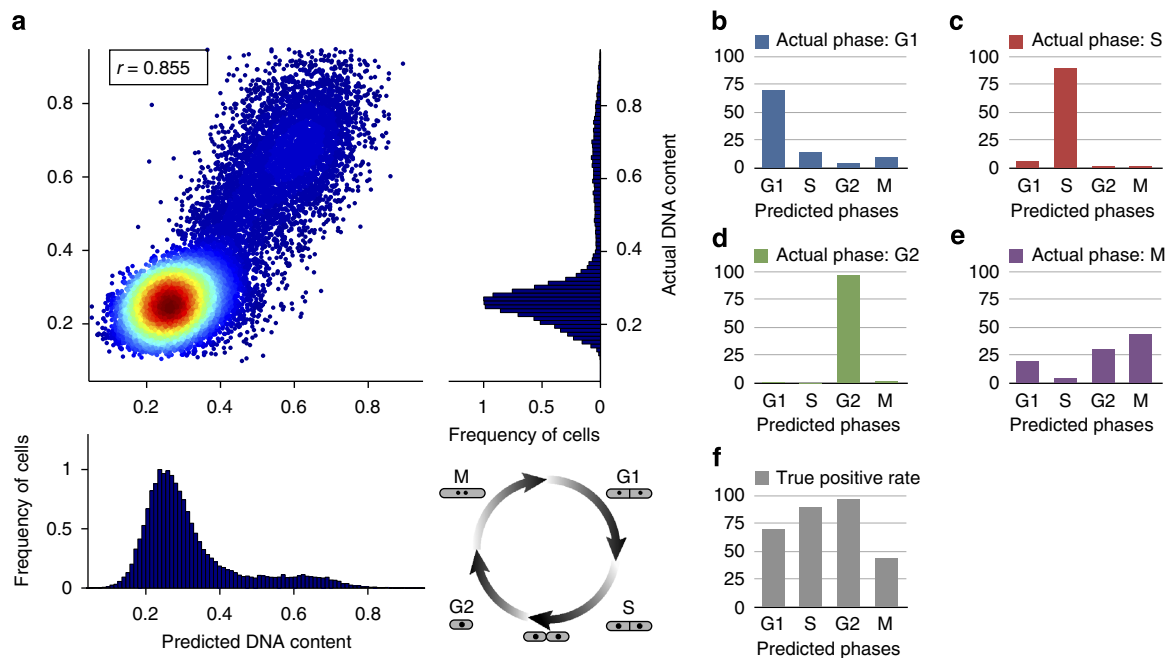 a
r = 0.855
0.8
0.6
0.4
0.2
0.2
0.4
0.6
0.8
0.8
0.6
0.4
0.2
Actual DNA content
1
0.5
0
Frequency of cells
Frequency of cells
1
0.5
0
0.2
0.4
0.6
0.8
Predicted DNA content
M
G1
G2
S
b
Actual phase: G1
100
75
50
25
0
G1 S G2 M
Predicted phases
c
Actual phase: S
100
75
50
25
0
G1 S G2 M
Predicted phases
d
Actual phase: G2
100
75
50
25
0
G1 S G2 M
Predicted phases
e
Actual phase: M
100
75
50
25
0
G1 S G2 M
Predicted phases
f
True positive rate
100
75
50
25
0
G1 S G2 M
Predicted phases